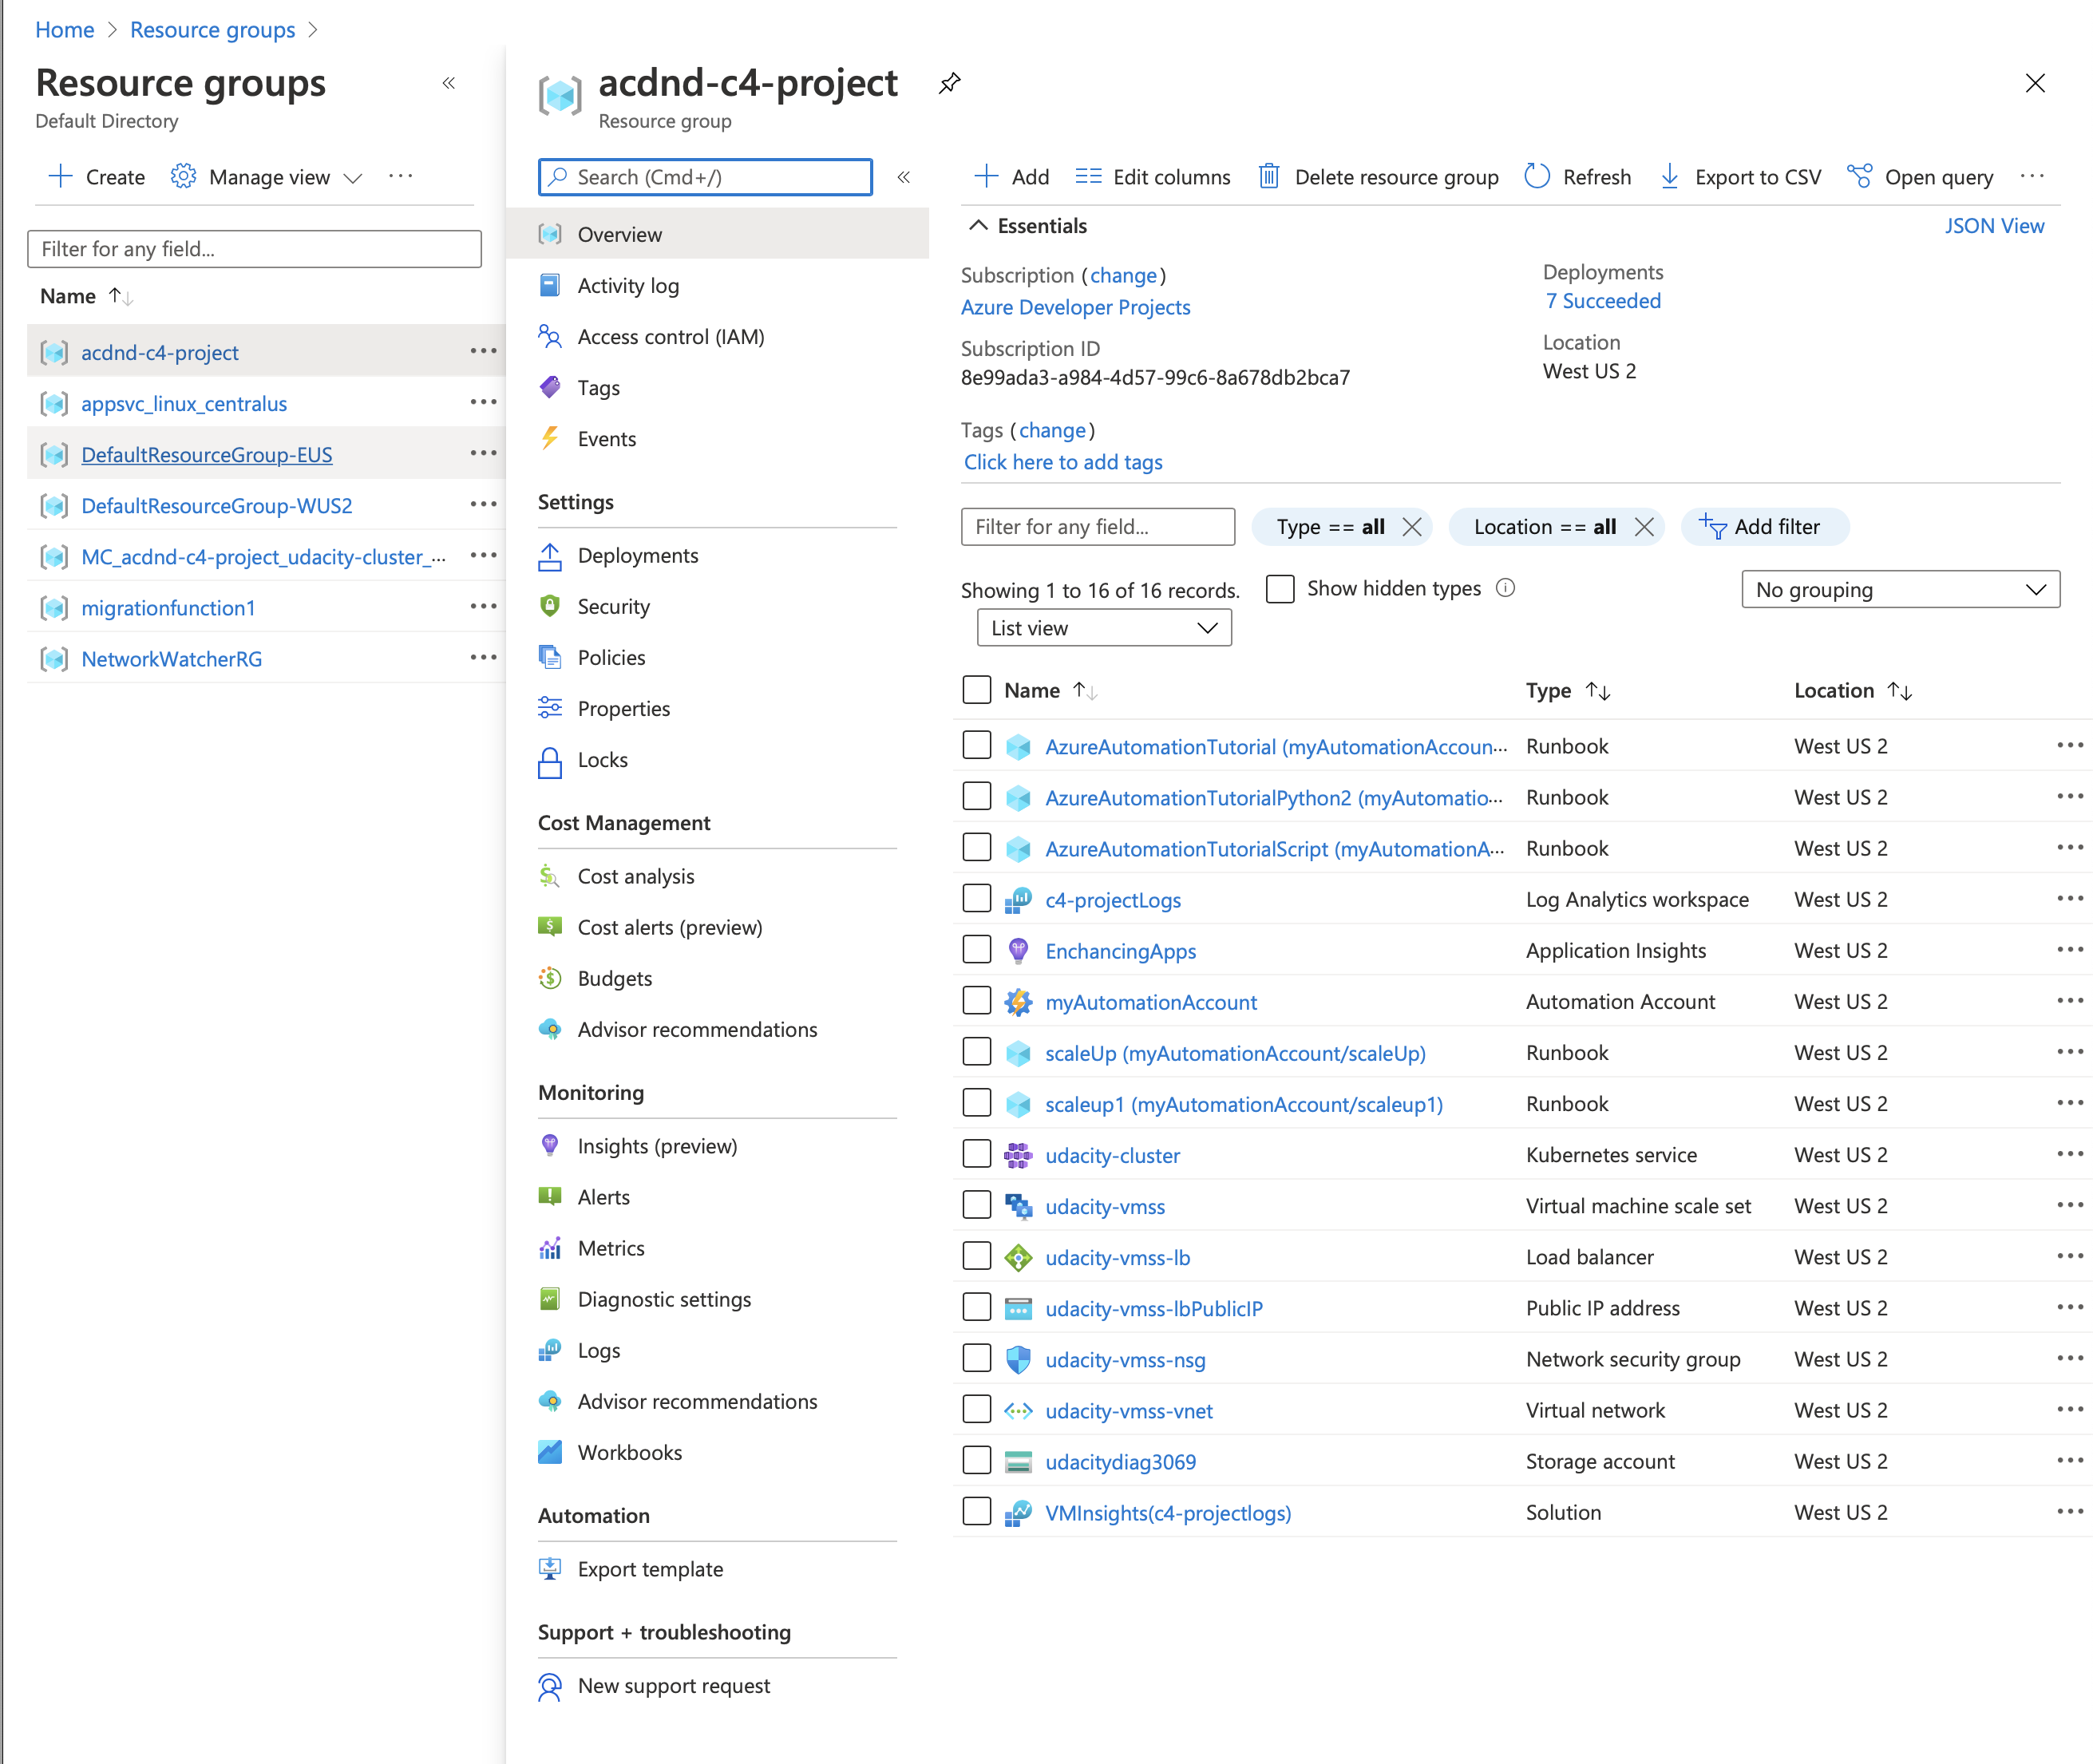 Home > Resource groups >
Resource groups
Default Directory
Create Manage view ...
Filter for any field...
Name
acdnd-c4-project
appsvc_linux_centralus
DefaultResourceGroup-EUS
DefaultResourceGroup-WUS2
MC_acdnd-c4-project_udacity-cluster_...
migrationfunction1
NetworkWatcherRG
acdnd-c4-project
Resource group
Search (Cmd+/)
Overview
Activity log
Access control (IAM)
Tags
Events
Settings
Deployments
Security
Policies
Properties
Locks
Cost Management
Cost analysis
Cost alerts (preview)
Budgets
Advisor recommendations
Monitoring
Insights (preview)
Alerts
Metrics
Diagnostic settings
Logs
Advisor recommendations
Workbooks
Automation
Export template
Support + troubleshooting
New support request
Add Edit columns Delete resource group Refresh Export to CSV Open query ...
Essentials JSON View
Subscription (change)
Azure Developer Projects
Subscription ID
8e99ada3-a984-4d57-99c6-8a678db2bca7
Deployments
7 Succeeded
Location
West US 2
Tags (change)
Click here to add tags
Filter for any field... Type == all Location == all Add filter
Showing 1 to 16 of 16 records. Show hidden types No grouping
List view
Name Type Location
AzureAutomationTutorial (myAutomationAccoun... Runbook West US 2
AzureAutomationTutorialPython2 (myAutomatio... Runbook West US 2
AzureAutomationTutorialScript (myAutomationA... Runbook West US 2
c4-projectLogs Log Analytics workspace West US 2
EnchancingApps Application Insights West US 2
myAutomationAccount Automation Account West US 2
scaleUp (myAutomationAccount/scaleUp) Runbook West US 2
scaleup1 (myAutomationAccount/scaleup1) Runbook West US 2
udacity-cluster Kubernetes service West US 2
udacity-vmss Virtual machine scale set West US 2
udacity-vmss-lb Load balancer West US 2
udacity-vmss-lbPublicIP Public IP address West US 2
udacity-vmss-nsg Network security group West US 2
udacity-vmss-vnet Virtual network West US 2
udacitydiag3069 Storage account West US 2
VMInsights(c4-projectlogs) Solution West US 2